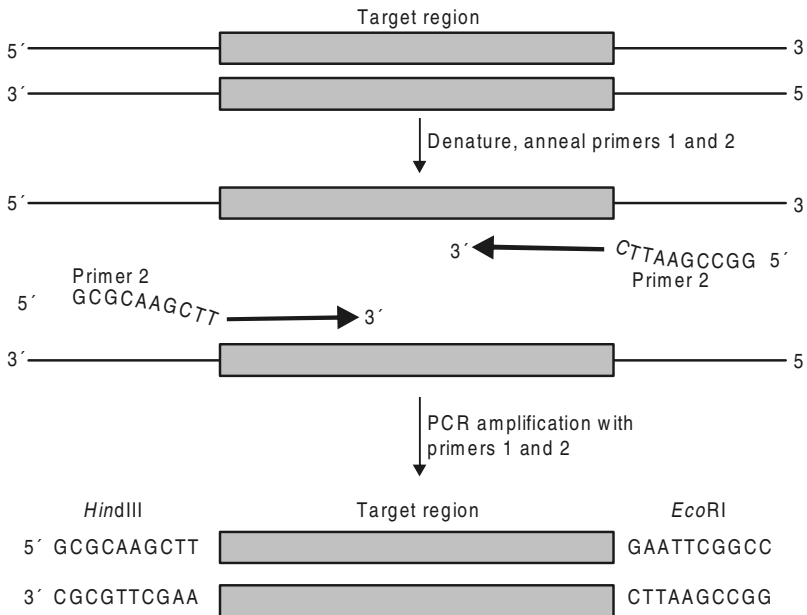 Target region
5´ 3
3´ 5
Denature, anneal primers 1 and 2
5´ 3
3´ CTTAAGCCGG 5´
Primer 2
Primer 2
5´ GCGCAAGCTT 3´
3´ 5
PCR amplification with
primers 1 and 2
HindIII Target region EcoRI
5´ GCGCAAGCTT GAATTCGGCC
3´ CGCGTTCGAA CTTAAGCCGG